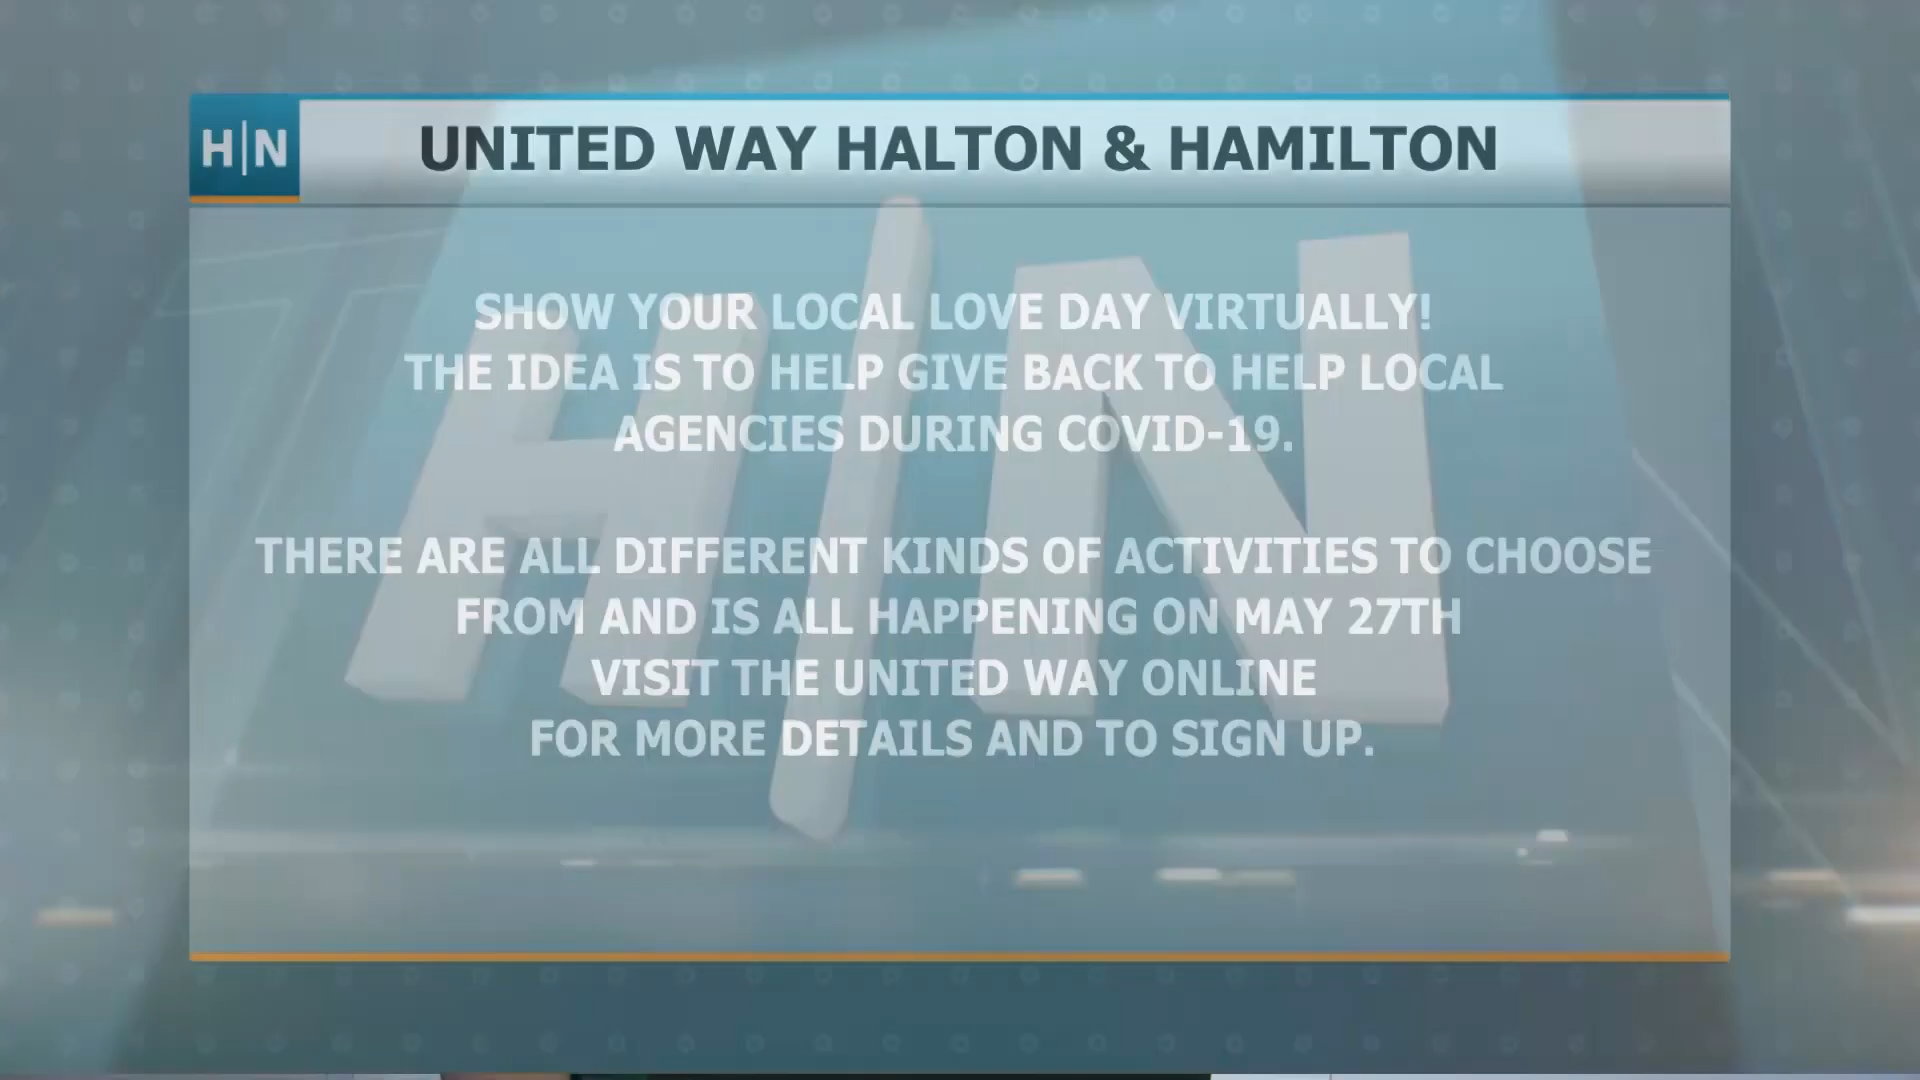 H|N
UNITED WAY HALTON & HAMILTON
H|N
SHOW YOUR LOCAL LOVE DAY VIRTUALLY!
THE IDEA IS TO HELP GIVE BACK TO HELP LOCAL
AGENCIES DURING COVID-19.
THERE ARE ALL DIFFERENT KINDS OF ACTIVITIES TO CHOOSE
FROM AND IS ALL HAPPENING ON MAY 27TH
VISIT THE UNITED WAY ONLINE
FOR MORE DETAILS AND TO SIGN UP.